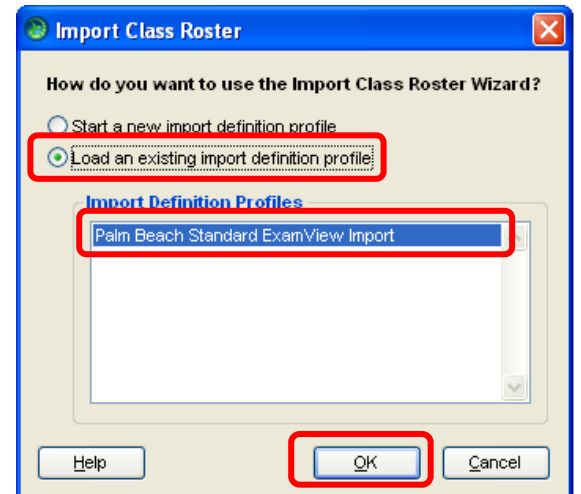 Import Class Roster
How do you want to use the Import Class Roster Wizard?
Start a new import definition profile
Load an existing import definition profile
Import Definition Profiles
Palm Beach Standard ExamView Import
Help OK Cancel